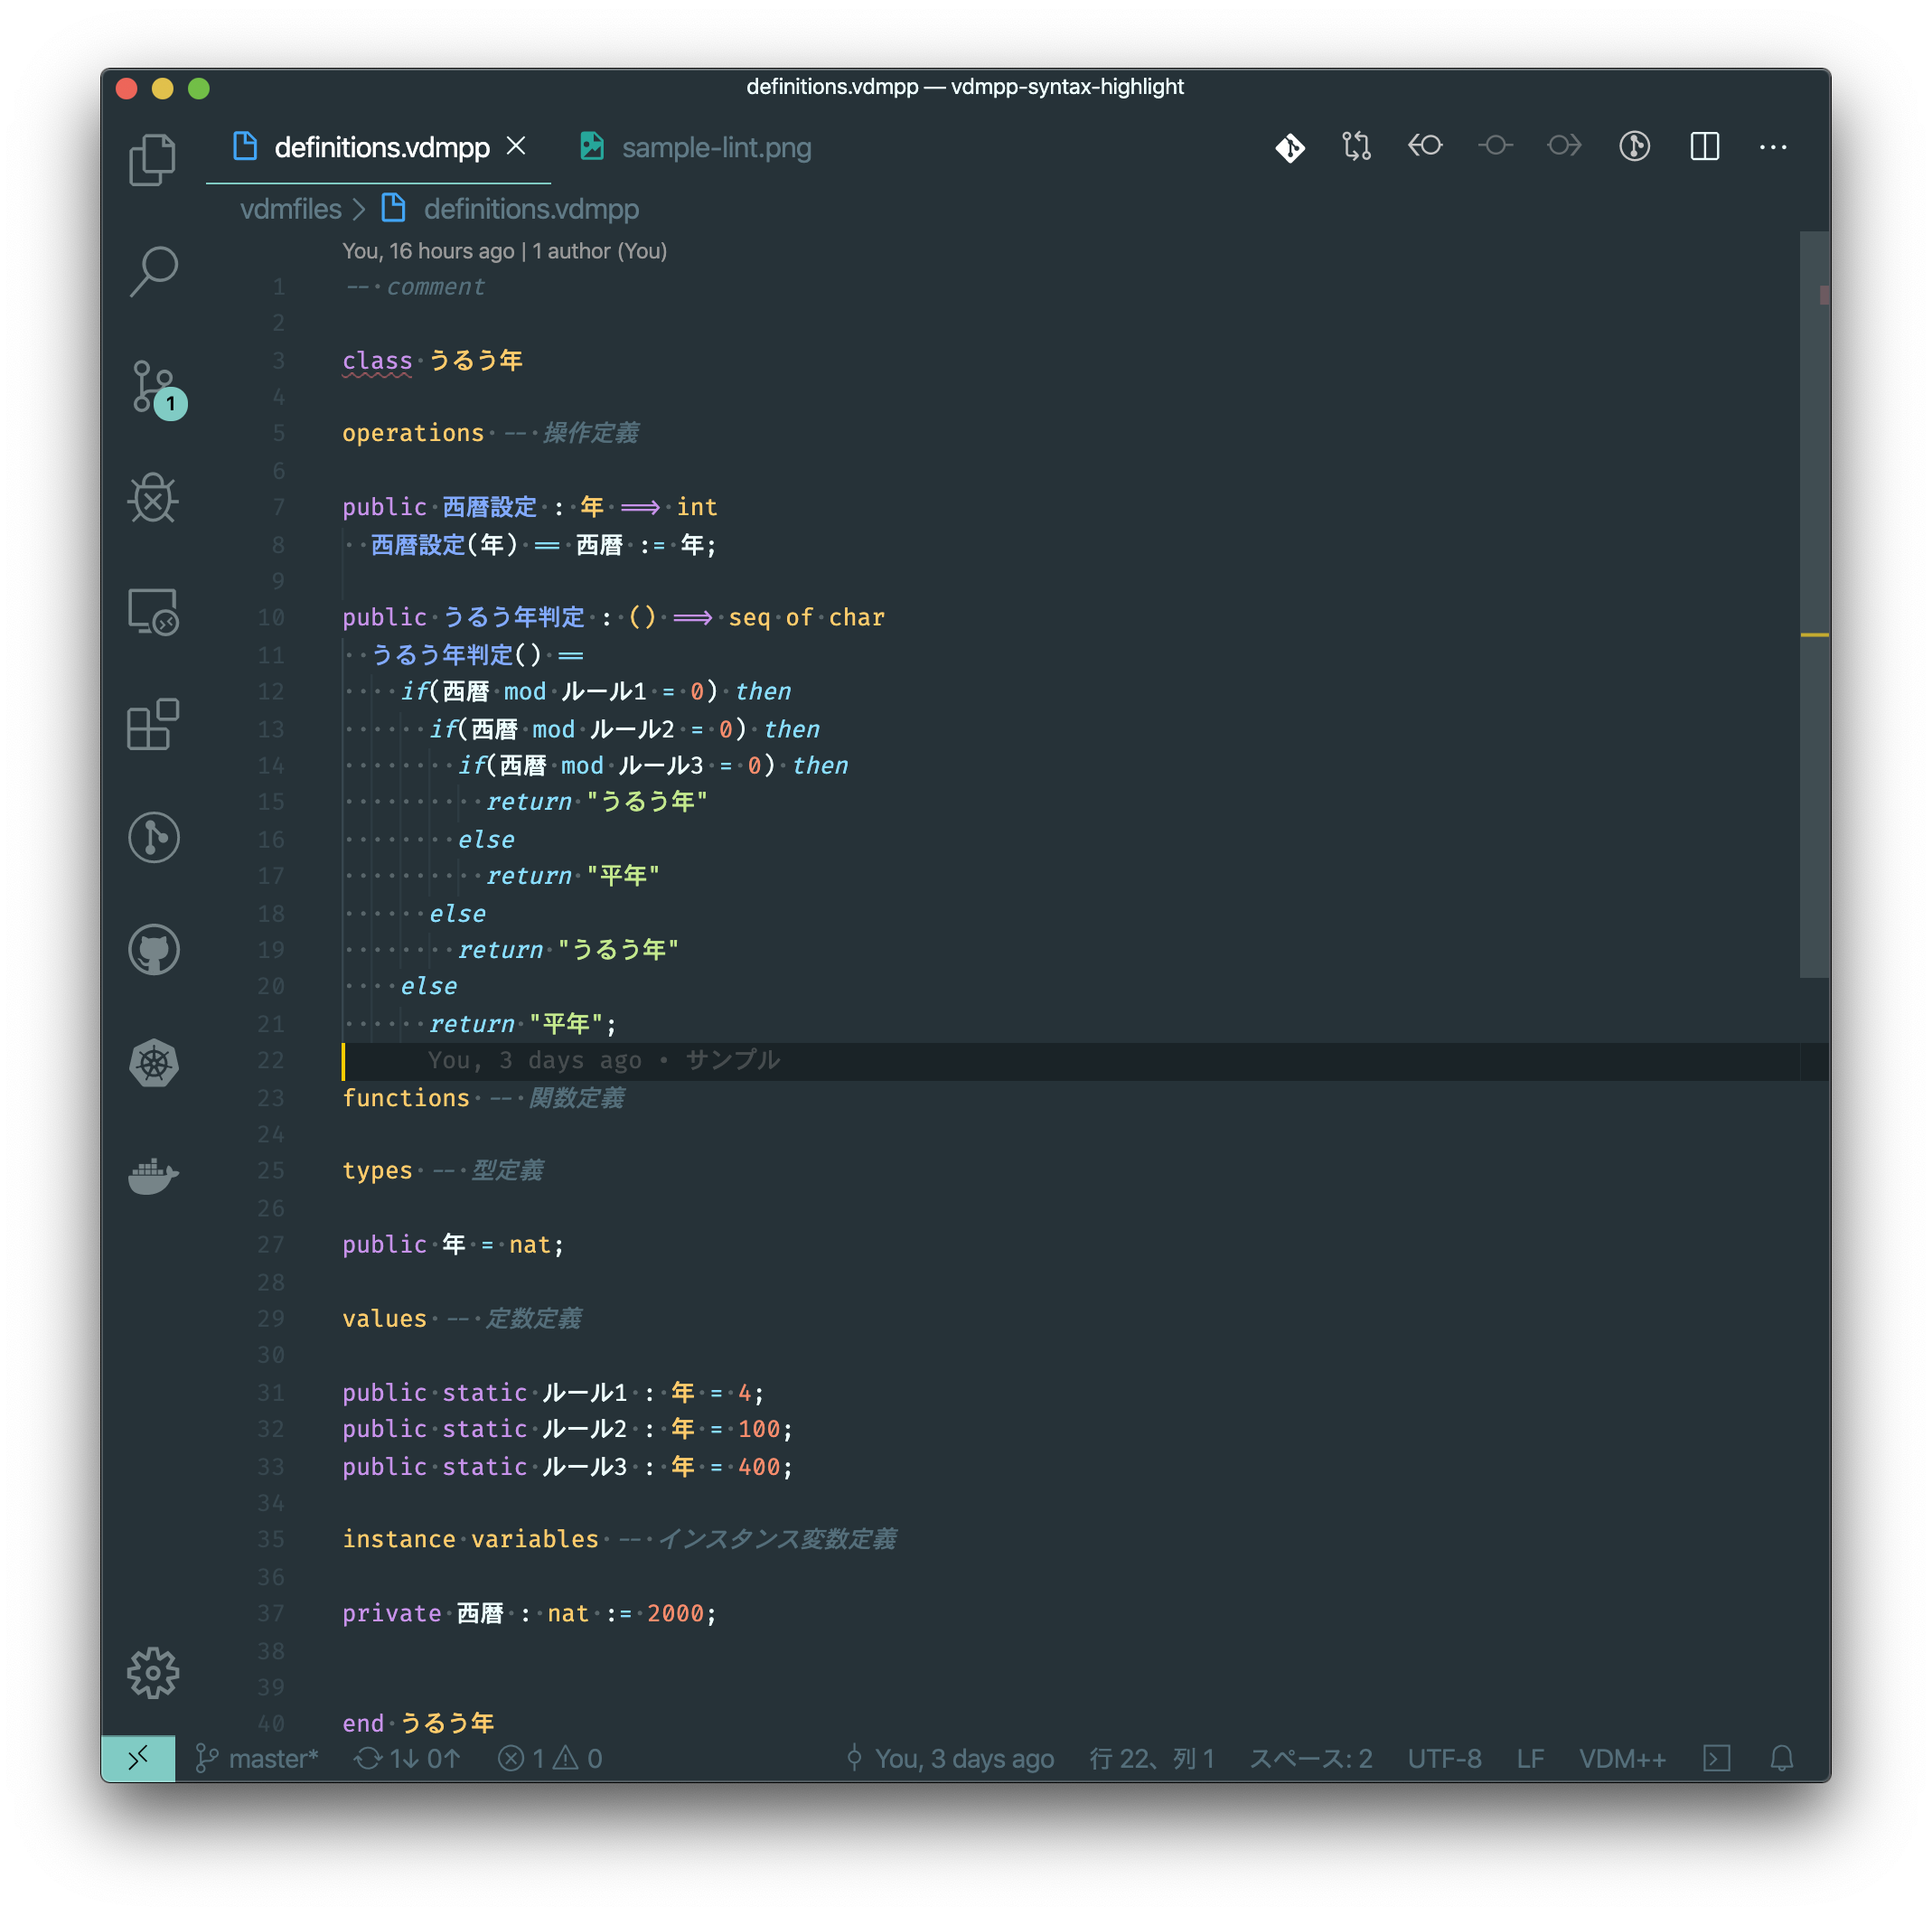 definitions.vdmpp — vdmpp-syntax-highlight
definitions.vdmpp sample-lint.png
vdmfiles > definitions.vdmpp
You, 16 hours ago | 1 author (You)
1 -- comment
2
3 class うるう年
4
5 operations -- 操作定義
6
7 public 西暦設定 : 年 ==> int
8 西暦設定(年) == 西暦 := 年;
9
10 public うるう年判定 : () ==> seq of char
11 うるう年判定() ==
12 if(西暦 mod ルール1 = 0) then
13 if(西暦 mod ルール2 = 0) then
14 if(西暦 mod ルール3 = 0) then
15 return "うるう年"
16 else
17 return "平年"
18 else
19 return "うるう年"
20 else
21 return "平年";
22 You, 3 days ago • サンプル
23 functions -- 関数定義
24
25 types -- 型定義
26
27 public 年 = nat;
28
29 values -- 定数定義
30
31 public static ルール1 : 年 = 4;
32 public static ルール2 : 年 = 100;
33 public static ルール3 : 年 = 400;
34
35 instance variables -- インスタンス変数定義
36
37 private 西暦 : nat := 2000;
38
39
40 end うるう年
1
master* 1↓ 0↑ 1 0 You, 3 days ago 行 22、列 1 スペース: 2 UTF-8 LF VDM++